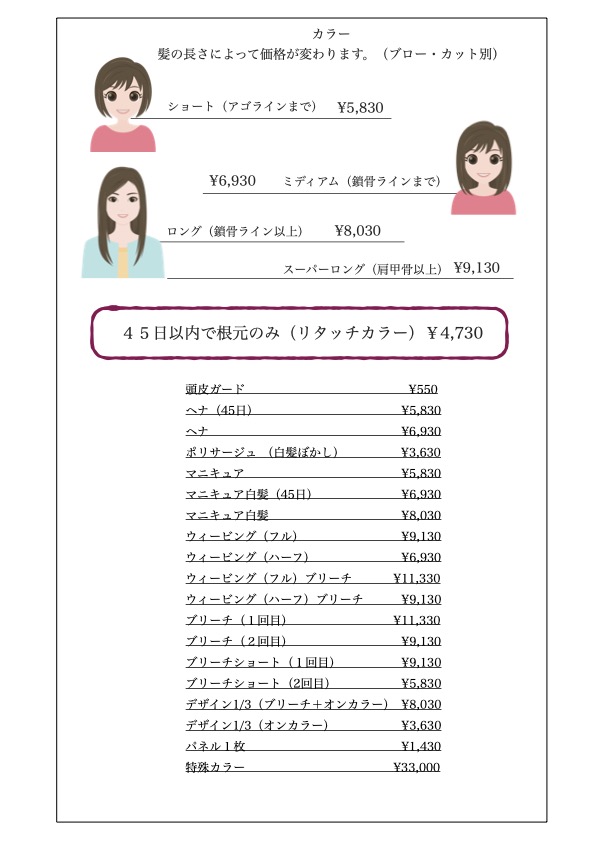 カラー
髪の長さによって価格が変わります。（ブロー・カット別）
ショート（アゴラインまで） ¥5,830
¥6,930 ミディアム（鎖骨ラインまで）
ロング（鎖骨ライン以上） ¥8,030
スーパーロング（肩甲骨以上） ¥9,130
４５日以内で根元のみ（リタッチカラー）￥4,730
頭皮ガード ¥550
ヘナ（45日） ¥5,830
ヘナ ¥6,930
ポリサージュ （白髪ぼかし） ¥3,630
マニキュア ¥5,830
マニキュア白髪（45日） ¥6,930
マニキュア白髪 ¥8,030
ウィービング（フル） ¥9,130
ウィービング（ハーフ） ¥6,930
ウィービング（フル）ブリーチ ¥11,330
ウィービング（ハーフ）ブリーチ ¥9,130
ブリーチ（１回目） ¥11,330
ブリーチ（２回目） ¥9,130
ブリーチショート（１回目） ¥9,130
ブリーチショート（2回目） ¥5,830
デザイン1/3（ブリーチ＋オンカラー） ¥8,030
デザイン1/3（オンカラー） ¥3,630
パネル１枚 ¥1,430
特殊カラー ¥33,000